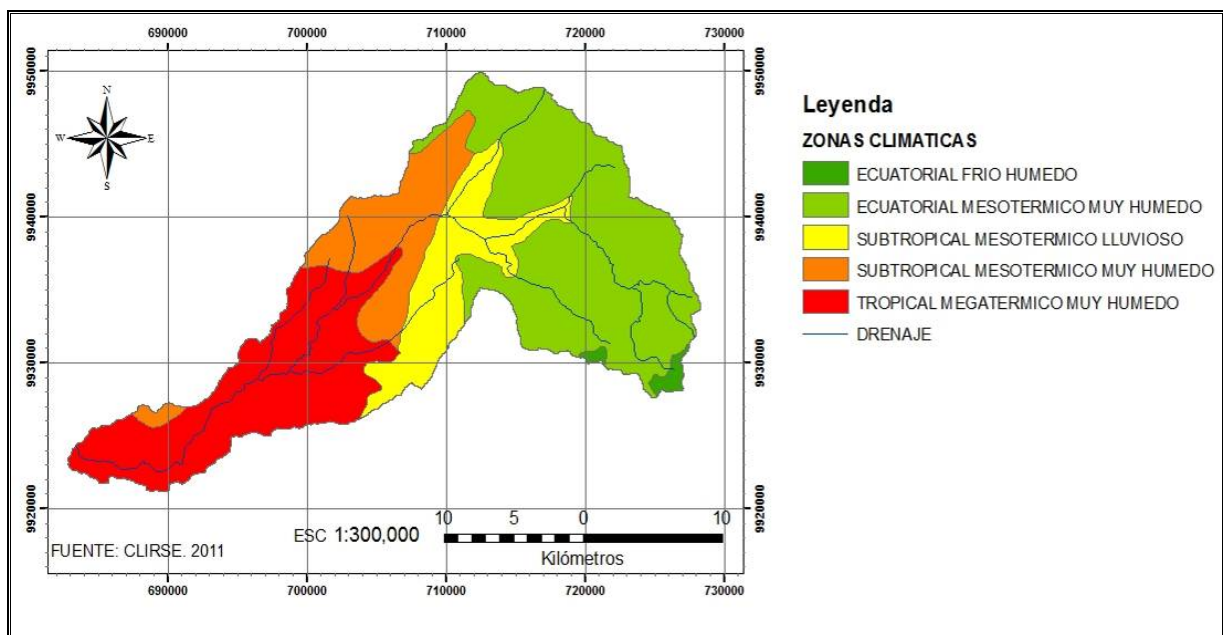 690000 700000 710000 720000 730000
9950000 9950000
9940000 9940000
9930000 9930000
9920000 9920000
N
W E
S
FUENTE: CLIRSE. 2011
ESC 1:300,000
10 5 0 10
Kilómetros
690000 700000 710000 720000 730000
Leyenda
ZONAS CLIMATICAS
ECUATORIAL FRIO HUMEDO
ECUATORIAL MESOTERMICO MUY HUMEDO
SUBTROPICAL MESOTERMICO LLUVIOSO
SUBTROPICAL MESOTERMICO MUY HUMEDO
TROPICAL MEGATERMICO MUY HUMEDO
DRENAJE